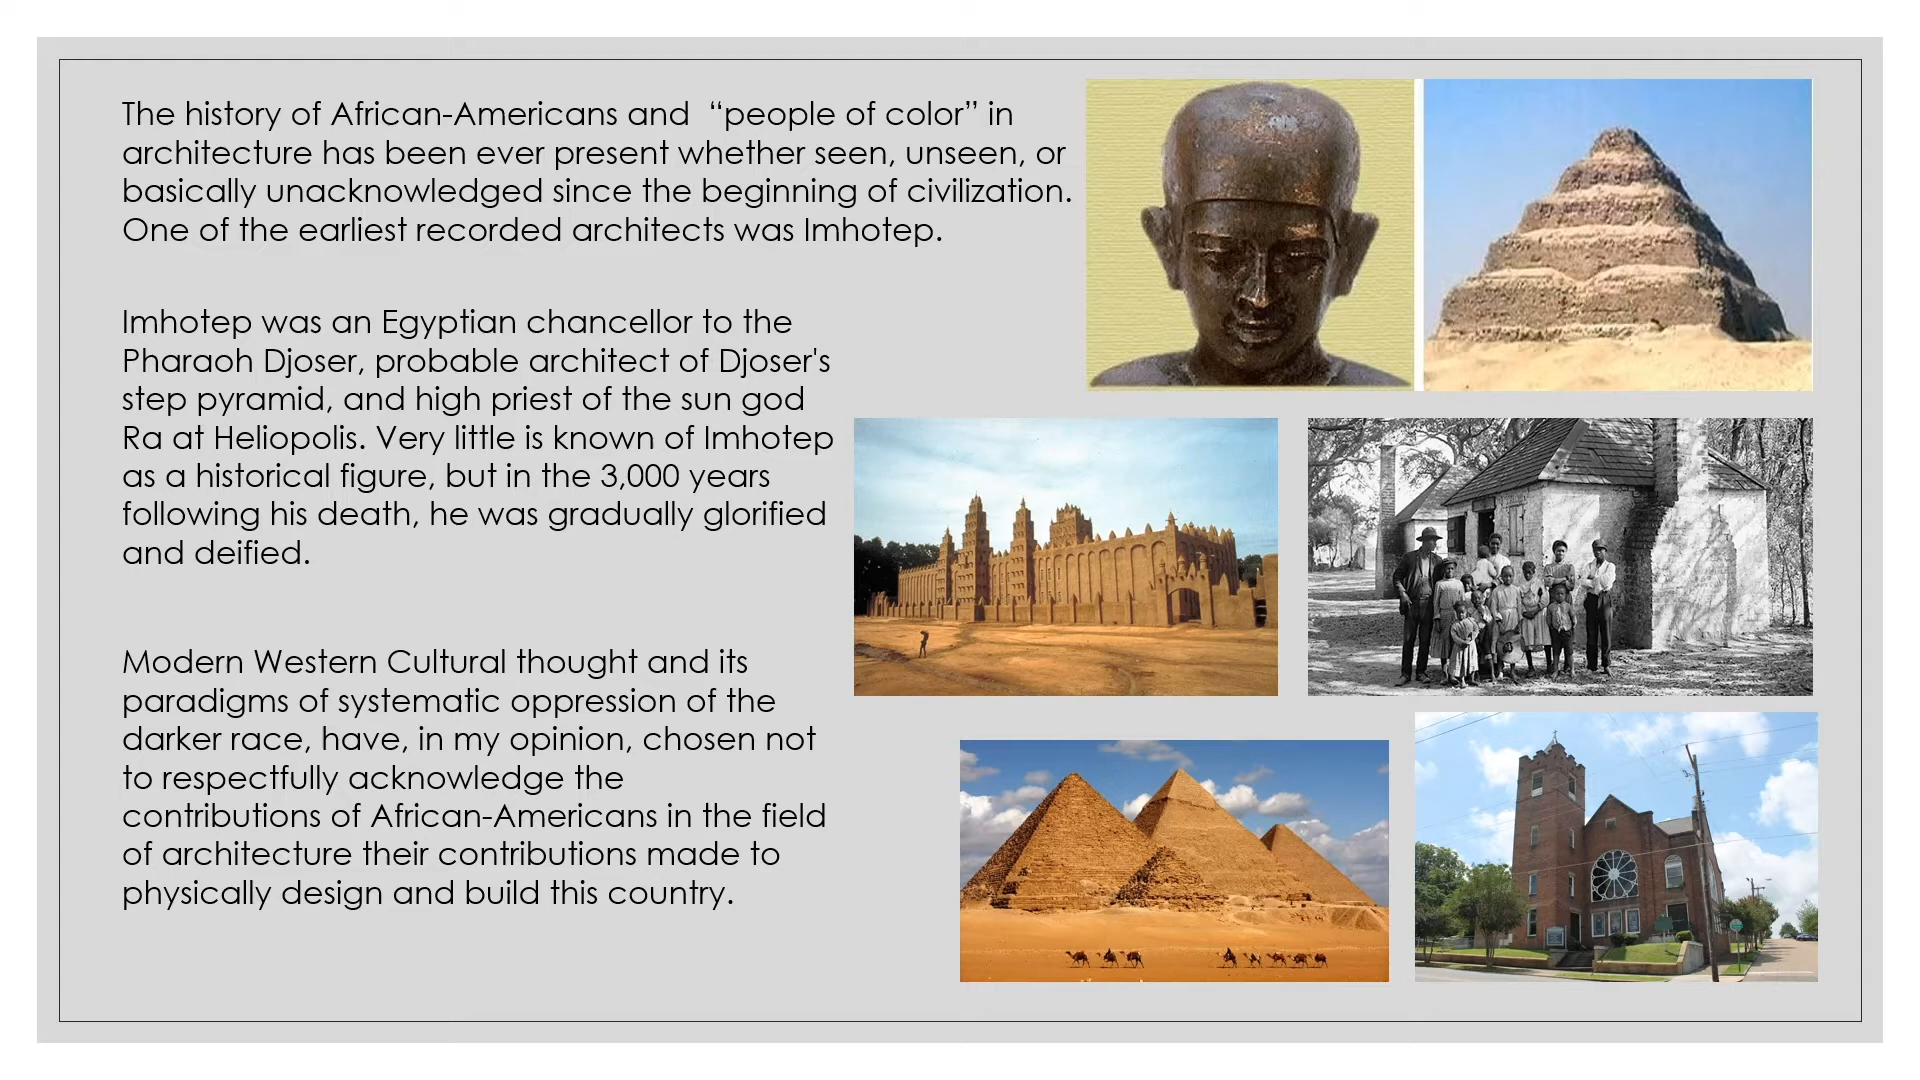 The history of African-Americans and  “people of color” in
architecture has been ever present whether seen, unseen, or
basically unacknowledged since the beginning of civilization.
One of the earliest recorded architects was Imhotep.
Imhotep was an Egyptian chancellor to the
Pharaoh Djoser, probable architect of Djoser's
step pyramid, and high priest of the sun god
Ra at Heliopolis. Very little is known of Imhotep
as a historical figure, but in the 3,000 years
following his death, he was gradually glorified
and deified.
Modern Western Cultural thought and its
paradigms of systematic oppression of the
darker race, have, in my opinion, chosen not
to respectfully acknowledge the
contributions of African-Americans in the field
of architecture their contributions made to
physically design and build this country.